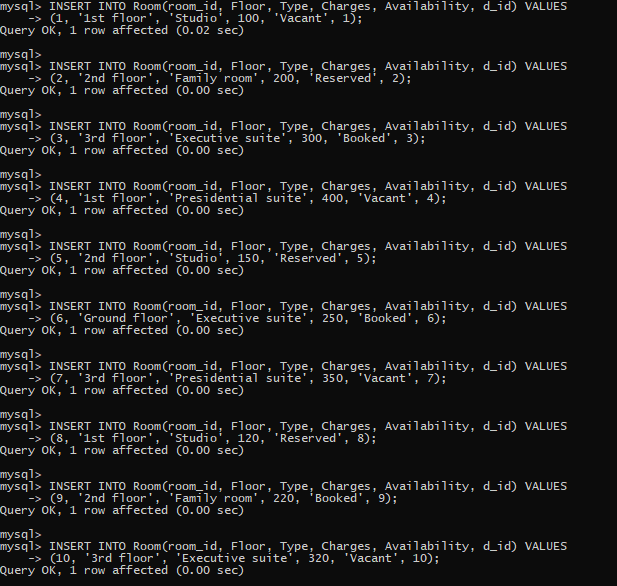 mysql> INSERT INTO Room(room_id, Floor, Type, Charges, Availability, d_id) VALUES
    -> (1, '1st floor', 'Studio', 100, 'Vacant', 1);
Query OK, 1 row affected (0.02 sec)

mysql>
mysql> INSERT INTO Room(room_id, Floor, Type, Charges, Availability, d_id) VALUES
    -> (2, '2nd floor', 'Family room', 200, 'Reserved', 2);
Query OK, 1 row affected (0.00 sec)

mysql>
mysql> INSERT INTO Room(room_id, Floor, Type, Charges, Availability, d_id) VALUES
    -> (3, '3rd floor', 'Executive suite', 300, 'Booked', 3);
Query OK, 1 row affected (0.00 sec)

mysql>
mysql> INSERT INTO Room(room_id, Floor, Type, Charges, Availability, d_id) VALUES
    -> (4, '1st floor', 'Presidential suite', 400, 'Vacant', 4);
Query OK, 1 row affected (0.00 sec)

mysql>
mysql> INSERT INTO Room(room_id, Floor, Type, Charges, Availability, d_id) VALUES
    -> (5, '2nd floor', 'Studio', 150, 'Reserved', 5);
Query OK, 1 row affected (0.00 sec)

mysql>
mysql> INSERT INTO Room(room_id, Floor, Type, Charges, Availability, d_id) VALUES
    -> (6, 'Ground floor', 'Executive suite', 250, 'Booked', 6);
Query OK, 1 row affected (0.00 sec)

mysql>
mysql> INSERT INTO Room(room_id, Floor, Type, Charges, Availability, d_id) VALUES
    -> (7, '3rd floor', 'Presidential suite', 350, 'Vacant', 7);
Query OK, 1 row affected (0.00 sec)

mysql>
mysql> INSERT INTO Room(room_id, Floor, Type, Charges, Availability, d_id) VALUES
    -> (8, '1st floor', 'Studio', 120, 'Reserved', 8);
Query OK, 1 row affected (0.00 sec)

mysql>
mysql> INSERT INTO Room(room_id, Floor, Type, Charges, Availability, d_id) VALUES
    -> (9, '2nd floor', 'Family room', 220, 'Booked', 9);
Query OK, 1 row affected (0.00 sec)

mysql>
mysql> INSERT INTO Room(room_id, Floor, Type, Charges, Availability, d_id) VALUES
    -> (10, '3rd floor', 'Executive suite', 320, 'Vacant', 10);
Query OK, 1 row affected (0.00 sec)